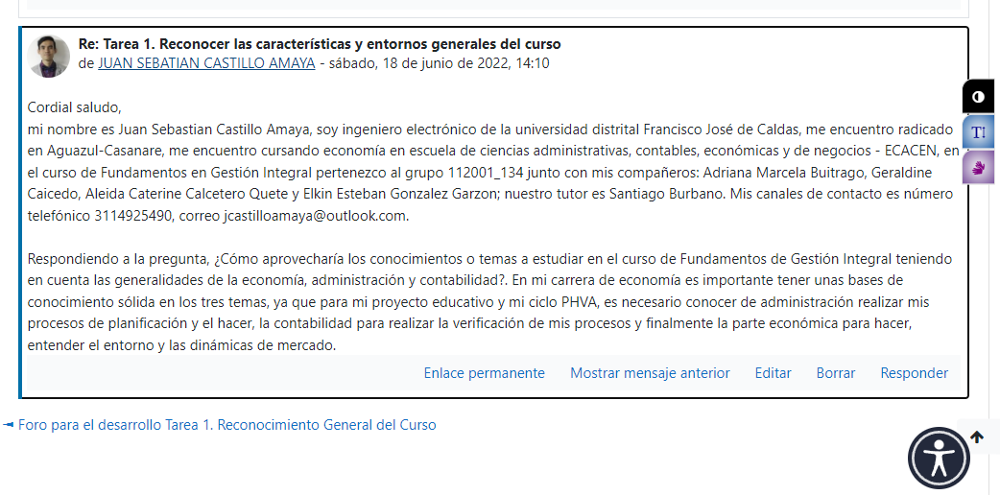 Re: Tarea 1. Reconocer las características y entornos generales del curso
de JUAN SEBATIAN CASTILLO AMAYA - sábado, 18 de junio de 2022, 14:10
Cordial saludo,
mi nombre es Juan Sebastian Castillo Amaya, soy ingeniero electrónico de la universidad distrital Francisco José de Caldas, me encuentro radicado
en Aguazul-Casanare, me encuentro cursando economía en escuela de ciencias administrativas, contables, económicas y de negocios - ECACEN, en
el curso de Fundamentos en Gestión Integral pertenezco al grupo 112001_134 junto con mis compañeros: Adriana Marcela Buitrago, Geraldine
Caicedo, Aleida Caterine Calcetero Quete y Elkin Esteban Gonzalez Garzon; nuestro tutor es Santiago Burbano. Mis canales de contacto es número
telefónico 3114925490, correo jcastilloamaya@outlook.com.
Respondiendo a la pregunta, ¿Cómo aprovecharía los conocimientos o temas a estudiar en el curso de Fundamentos de Gestión Integral teniendo
en cuenta las generalidades de la economía, administración y contabilidad?. En mi carrera de economía es importante tener unas bases de
conocimiento sólida en los tres temas, ya que para mi proyecto educativo y mi ciclo PHVA, es necesario conocer de administración realizar mis
procesos de planificación y el hacer, la contabilidad para realizar la verificación de mis procesos y finalmente la parte económica para hacer,
entender el entorno y las dinámicas de mercado.
Enlace permanente Mostrar mensaje anterior Editar Borrar Responder
◄ Foro para el desarrollo Tarea 1. Reconocimiento General del Curso